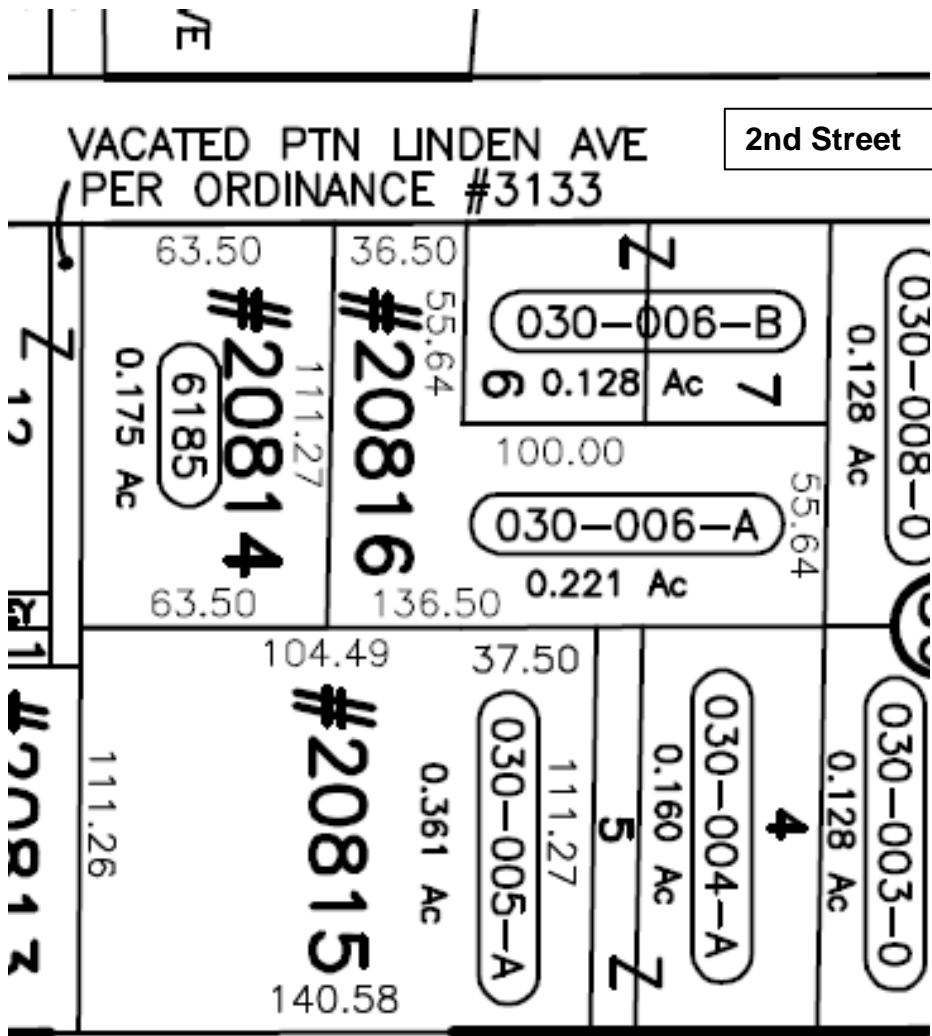 VE
VACATED PTN LINDEN AVE
PER ORDINANCE #3133
2nd Street
63.50
36.50
Z
Z
12
0.175 Ac
6185
#20814
111.27
#20816
55.64
030-006-B
6
0.128 Ac
7
100.00
030-006-A
0.221 Ac
55.64
0.128 Ac
030-008-0
63.50
136.50
1
104.49
37.50
#20813
111.26
#20815
0.361 Ac
030-005-A
111.27
5
Z
0.160 Ac
030-004-A
4
0.128 Ac
030-003-0
140.58